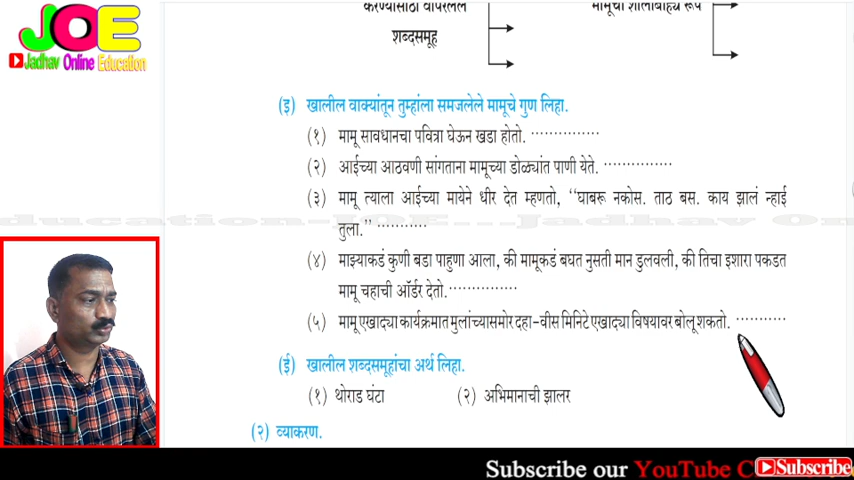 JOE
Jadhav Online Education
करण्यासाठी वापरलेले
शब्दसमूह
मामूचा शालाबाह्य रूप
(इ) खालील वाक्यांतून तुम्हांला समजलेले मामूचे गुण लिहा.
(१) मामू सावधानचा पवित्रा घेऊन खडा होतो. ...............
(२) आईच्या आठवणी सांगताना मामूच्या डोळ्यांत पाणी येते. ...............
(३) मामू त्याला आईच्या मायेने धीर देत म्हणतो, ‘‘घाबरू नकोस. ताठ बस. काय झालं न्हाई
तुला.’’ ...........
(४) माझ्याकडं कुणी बडा पाहुणा आला, की मामूकडं बघत नुसती मान डुलवली, की तिचा इशारा पकडत
मामू चहाची ऑर्डर देतो...............
(५) मामू एखाद्या कार्यक्रमात मुलांच्यासमोर दहा-वीस मिनिटे एखाद्या विषयावर बोलू शकतो. ...........
(ई) खालील शब्दसमूहांचा अर्थ लिहा.
(१) थोराड घंटा (२) अभिमानाची झालर
(२) व्याकरण.
Subscribe our YouTube C Subscribe